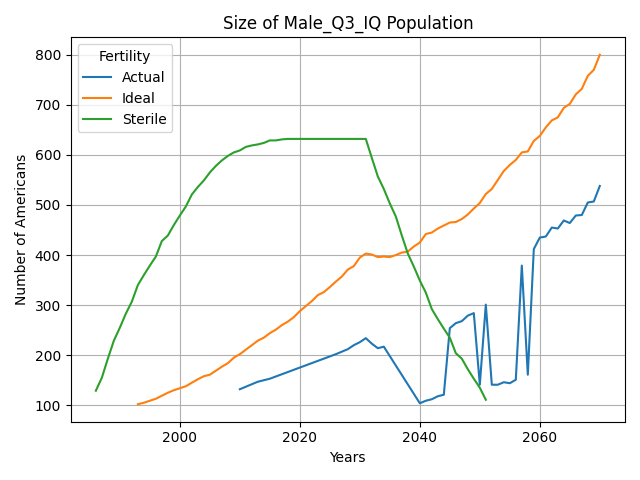 Size of Male_Q3_IQ Population
Number of Americans
800
700
600
500
400
300
200
100
Fertility
Actual
Ideal
Sterile
2000
2020
2040
2060
Years